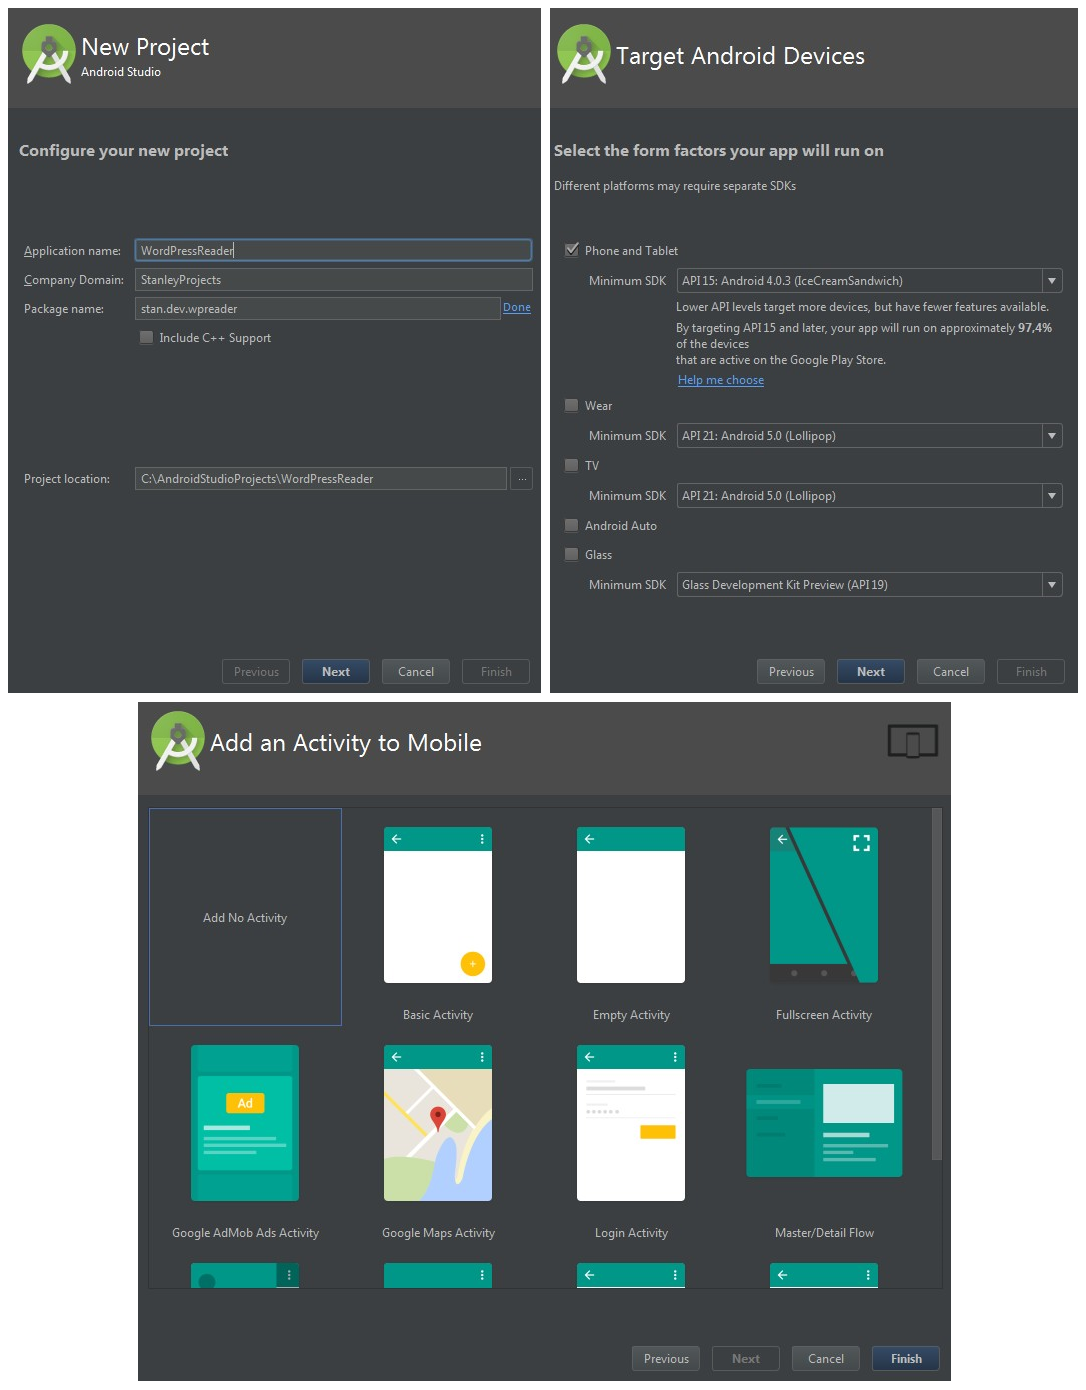 New Project
Android Studio
Configure your new project
Application name: WordPressReader
Company Domain: StanleyProjects
Package name: stan.dev.wpreader Done
Include C++ Support
Project location: C:\AndroidStudioProjects\WordPressReader ...
Previous Next Cancel Finish
Target Android Devices
Select the form factors your app will run on
Different platforms may require separate SDKs
Phone and Tablet
Minimum SDK API 15: Android 4.0.3 (IceCreamSandwich)
Lower API levels target more devices, but have fewer features available.
By targeting API 15 and later, your app will run on approximately 97,4%
of the devices
that are active on the Google Play Store.
Help me choose
Wear
Minimum SDK API 21: Android 5.0 (Lollipop)
TV
Minimum SDK API 21: Android 5.0 (Lollipop)
Android Auto
Glass
Minimum SDK Glass Development Kit Preview (API 19)
Previous Next Cancel Finish
Add an Activity to Mobile
Add No Activity
Basic Activity Empty Activity Fullscreen Activity
Ad
Google AdMob Ads Activity Google Maps Activity Login Activity Master/Detail Flow
Previous Next Cancel Finish